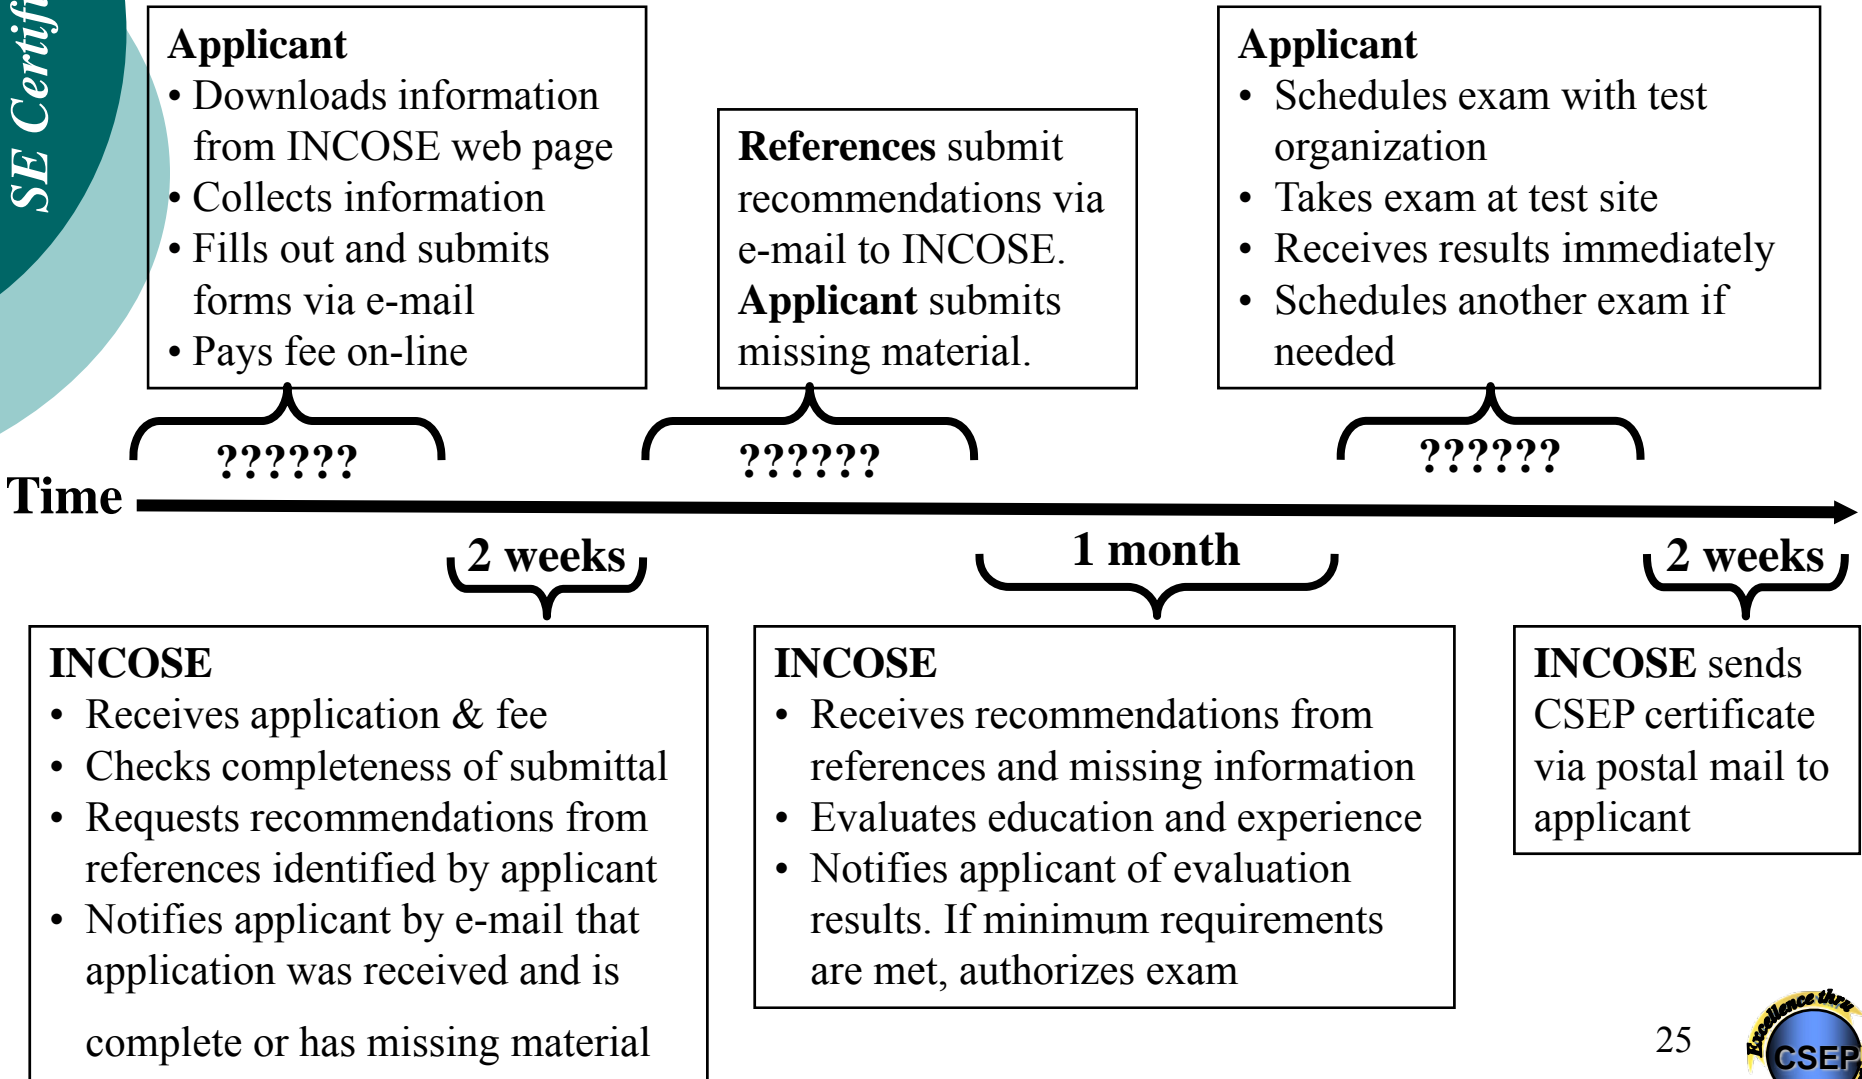 SE
Applicant
• Downloads information
from INCOSE web page
• Collects information
• Fills out and submits
forms via e-mail
• Pays fee on-line
References submit
recommendations via
e-mail to INCOSE.
Applicant submits
missing material.
Applicant
• Schedules exam with test
organization
• Takes exam at test site
• Receives results immediately
• Schedules another exam if
needed
??????
??????
??????
Time
2 weeks
1 month
2 weeks
INCOSE
• Receives application & fee
• Checks completeness of submittal
• Requests recommendations from
references identified by applicant
• Notifies applicant by e-mail that
application was received and is
complete or has missing material
INCOSE
• Receives recommendations from
references and missing information
• Evaluates education and experience
• Notifies applicant of evaluation
results. If minimum requirements
are met, authorizes exam
INCOSE sends
CSEP certificate
via postal mail to
applicant
25
Excellence thru
CSEP